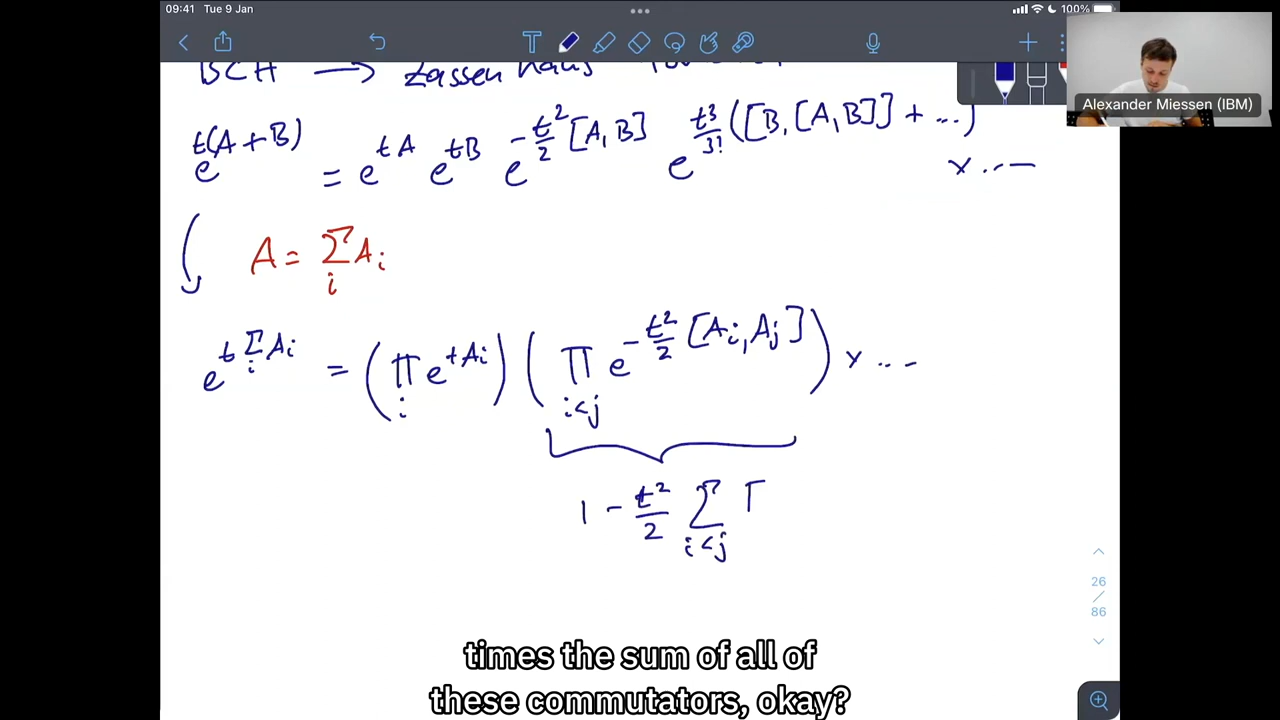 09:41 Tue 9 Jan
100%
Alexander Miessen (IBM)
BCH → Zassenhaus
e^{t(A+B)} = e^{tA} e^{tB} e^{-t²/2 [A,B]} e^{t³/3! ([B,[A,B]] + ...)} × ...
A = Σ_i A_i
e^{t Σ_i A_i} = (Π_i e^{tA_i}) (Π_{i<j} e^{-t²/2 [A_i, A_j]}) × ...
1 - t²/2 Σ_{i<j} [
26
/
86
times the sum of all of
these commutators, okay?